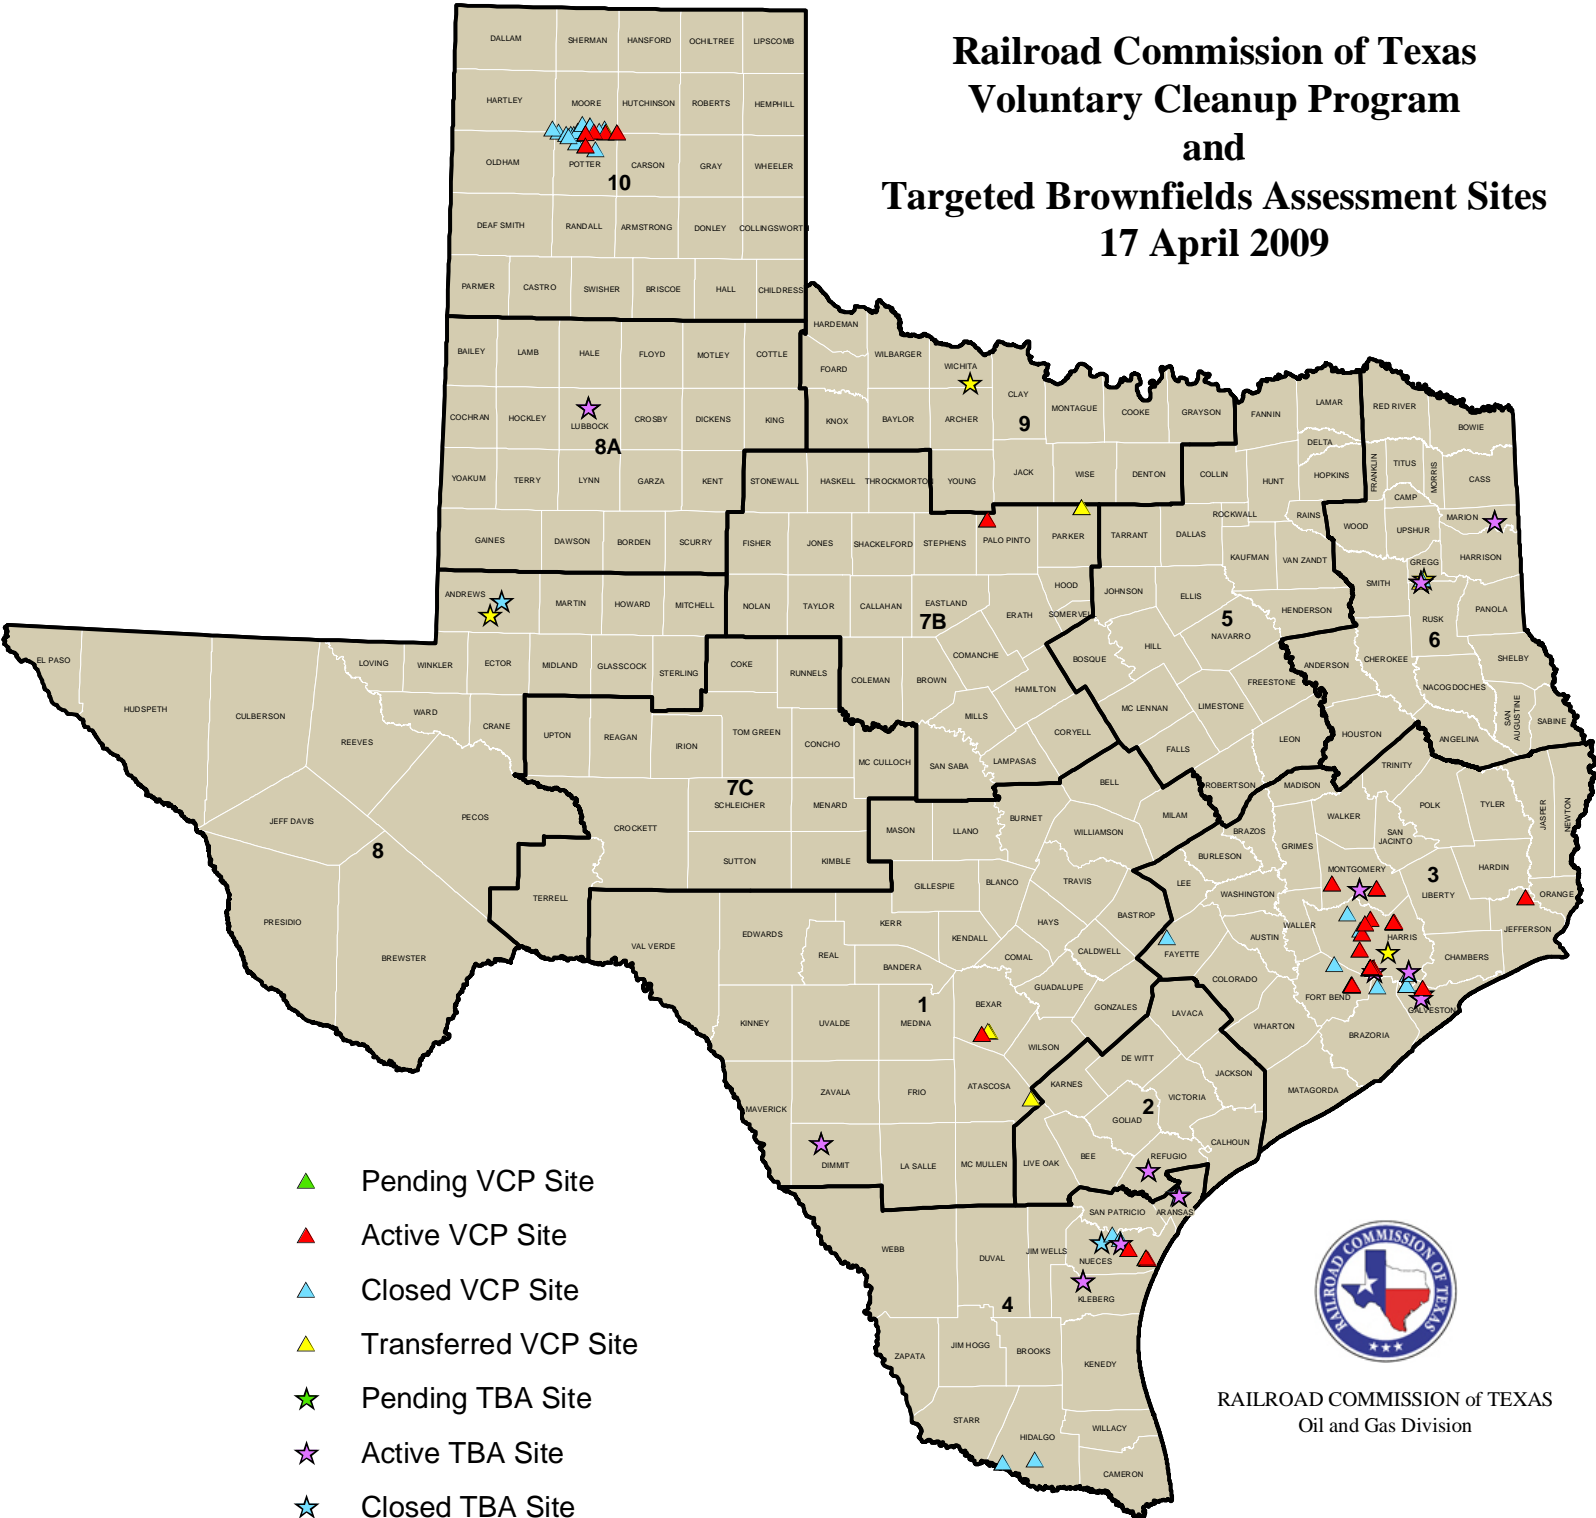 Railroad Commission of Texas
Voluntary Cleanup Program
and
Targeted Brownfields Assessment Sites
17 April 2009
DALLAM SHERMAN HANSFORD OCHILTREE LIPSCOMB
HARTLEY MOORE HUTCHINSON ROBERTS HEMPHILL
OLDHAM POTTER CARSON GRAY WHEELER
10
DEAF SMITH RANDALL ARMSTRONG DONLEY COLLINGSWORTH
PARMER CASTRO SWISHER BRISCOE HALL CHILDRESS
HARDEMAN
BAILEY LAMB HALE FLOYD MOTLEY COTTLE
FOARD WILBARGER WICHITA
CLAY MONTAGUE COOKE GRAYSON FANNIN LAMAR RED RIVER
BOWIE
COCHRAN HOCKLEY LUBBOCK CROSBY DICKENS KING
KNOX BAYLOR ARCHER 9
8A
DELTA
YOAKUM TERRY LYNN GARZA KENT
STONEWALL HASKELL THROCKMORTON YOUNG
JACK WISE DENTON COLLIN HUNT HOPKINS
FRANKLIN TITUS MORRIS CASS
CAMP
GAINES DAWSON BORDEN SCURRY
FISHER JONES SHACKELFORD STEPHENS PALO PINTO PARKER
TARRANT DALLAS ROCKWALL RAINS
WOOD UPSHUR MARION
KAUFMAN VAN ZANDT
GREGG HARRISON
SMITH
ANDREWS MARTIN HOWARD MITCHELL
NOLAN TAYLOR CALLAHAN EASTLAND
7B
ERATH HOOD SOMERVEL
JOHNSON ELLIS HENDERSON
5
NAVARRO
RUSK PANOLA
6
EL PASO
LOVING WINKLER ECTOR MIDLAND GLASSCOCK STERLING
COKE RUNNELS COLEMAN BROWN COMANCHE
BOSQUE HILL
ANDERSON CHEROKEE SHELBY
HUDSPETH CULBERSON
WARD CRANE
HAMILTON
FREESTONE
NACOGDOCHES
MILLS MC LENNAN LIMESTONE
SAN AUGUSTINE SABINE
REEVES
UPTON REAGAN IRION TOM GREEN CONCHO
MC CULLOCH SAN SABA LAMPASAS CORYELL
FALLS LEON HOUSTON ANGELINA
TRINITY
7C
SCHLEICHER MENARD
BELL ROBERTSON MADISON
POLK TYLER JASPER NEWTON
JEFF DAVIS PECOS
8
CROCKETT
MASON LLANO BURNET WILLIAMSON MILAM
BRAZOS WALKER SAN JACINTO
GRIMES
SUTTON KIMBLE
BURLESON
MONTGOMERY HARDIN
3
TERRELL
GILLESPIE BLANCO TRAVIS LEE WASHINGTON LIBERTY ORANGE
BASTROP
PRESIDIO
KERR HAYS
WALLER JEFFERSON
VAL VERDE EDWARDS KENDALL AUSTIN HARRIS
REAL COMAL CALDWELL FAYETTE CHAMBERS
BREWSTER
BANDERA
COLORADO
GUADALUPE
FORT BEND
BEXAR GONZALES
1
LAVACA GALVESTON
KINNEY UVALDE MEDINA
WHARTON BRAZORIA
WILSON
DE WITT
JACKSON
ZAVALA FRIO ATASCOSA KARNES
MATAGORDA
MAVERICK VICTORIA
2
GOLIAD
CALHOUN
DIMMIT LA SALLE MC MULLEN LIVE OAK BEE REFUGIO
SAN PATRICIO ARANSAS
WEBB DUVAL JIM WELLS NUECES
KLEBERG
4
ZAPATA JIM HOGG BROOKS KENEDY
STARR HIDALGO WILLACY
CAMERON
Pending VCP Site
Active VCP Site
Closed VCP Site
Transferred VCP Site
Pending TBA Site
Active TBA Site
Closed TBA Site
RAILROAD COMMISSION OF TEXAS
RAILROAD COMMISSION of TEXAS
Oil and Gas Division